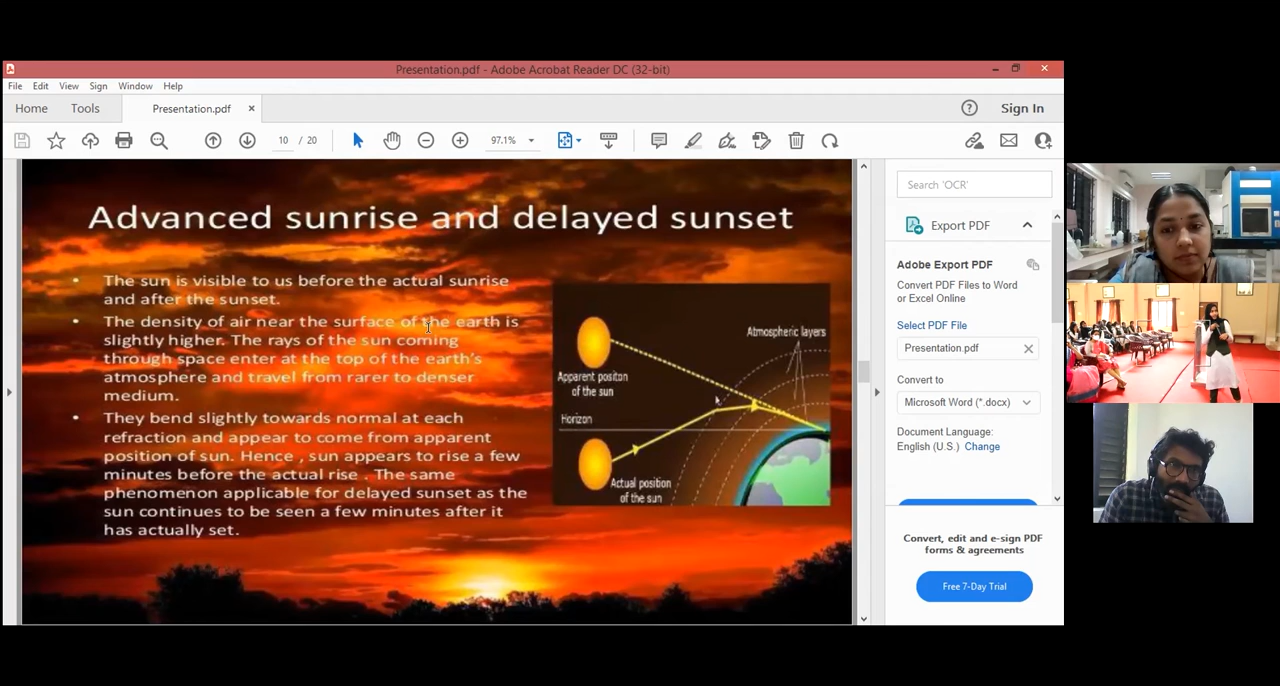 Presentation.pdf - Adobe Acrobat Reader DC (32-bit)
File Edit View Sign Window Help
Home Tools Presentation.pdf × ? Sign In
10 / 20 97.1%
Advanced sunrise and delayed sunset
• The sun is visible to us before the actual sunrise
and after the sunset.
• The density of air near the surface of the earth is
slightly higher. The rays of the sun coming
through space enter at the top of the earth's
atmosphere and travel from rarer to denser
medium.
• They bend slightly towards normal at each
refraction and appear to come from apparent
position of sun. Hence , sun appears to rise a few
minutes before the actual rise . The same
phenomenon applicable for delayed sunset as the
sun continues to be seen a few minutes after it
has actually set.
Atmospheric layers
Apparent positon
of the sun
Horizon
Actual position
of the sun
Search 'OCR'
Export PDF
Adobe Export PDF
Convert PDF Files to Word
or Excel Online
Select PDF File
Presentation.pdf
Convert to
Microsoft Word (*.docx)
Document Language:
English (U.S.) Change
Convert, edit and e-sign PDF
forms & agreements
Free 7-Day Trial